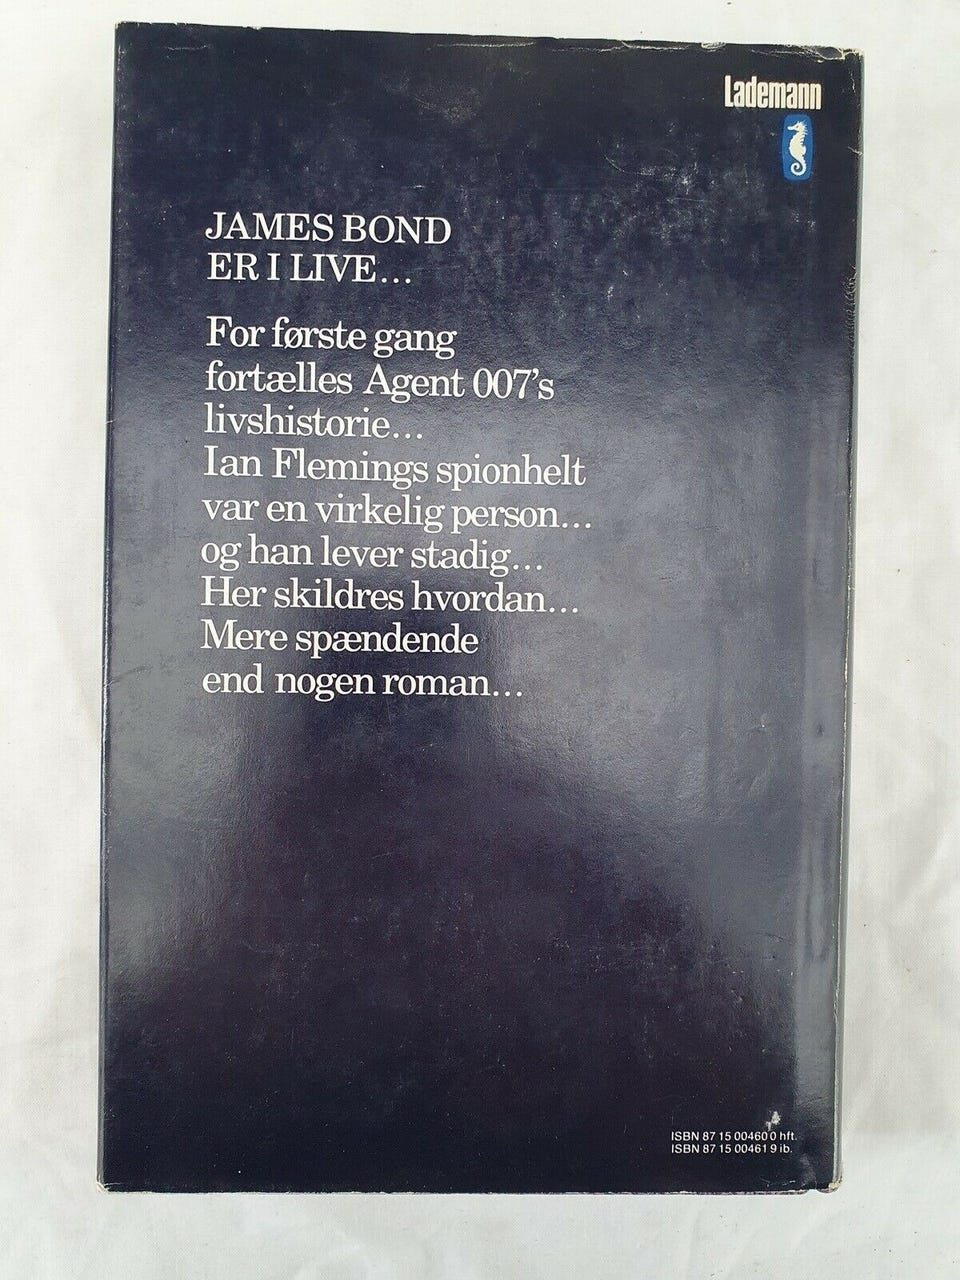 Lademann
JAMES BOND
ER I LIVE...
For første gang
fortælles Agent 007's
livshistorie...
Ian Flemings spionhelt
var en virkelig person...
og han lever stadig...
Her skildres hvordan...
Mere spændende
end nogen roman...
ISBN 87 15 00460 0 hft.
ISBN 87 15 00461 9 ib.